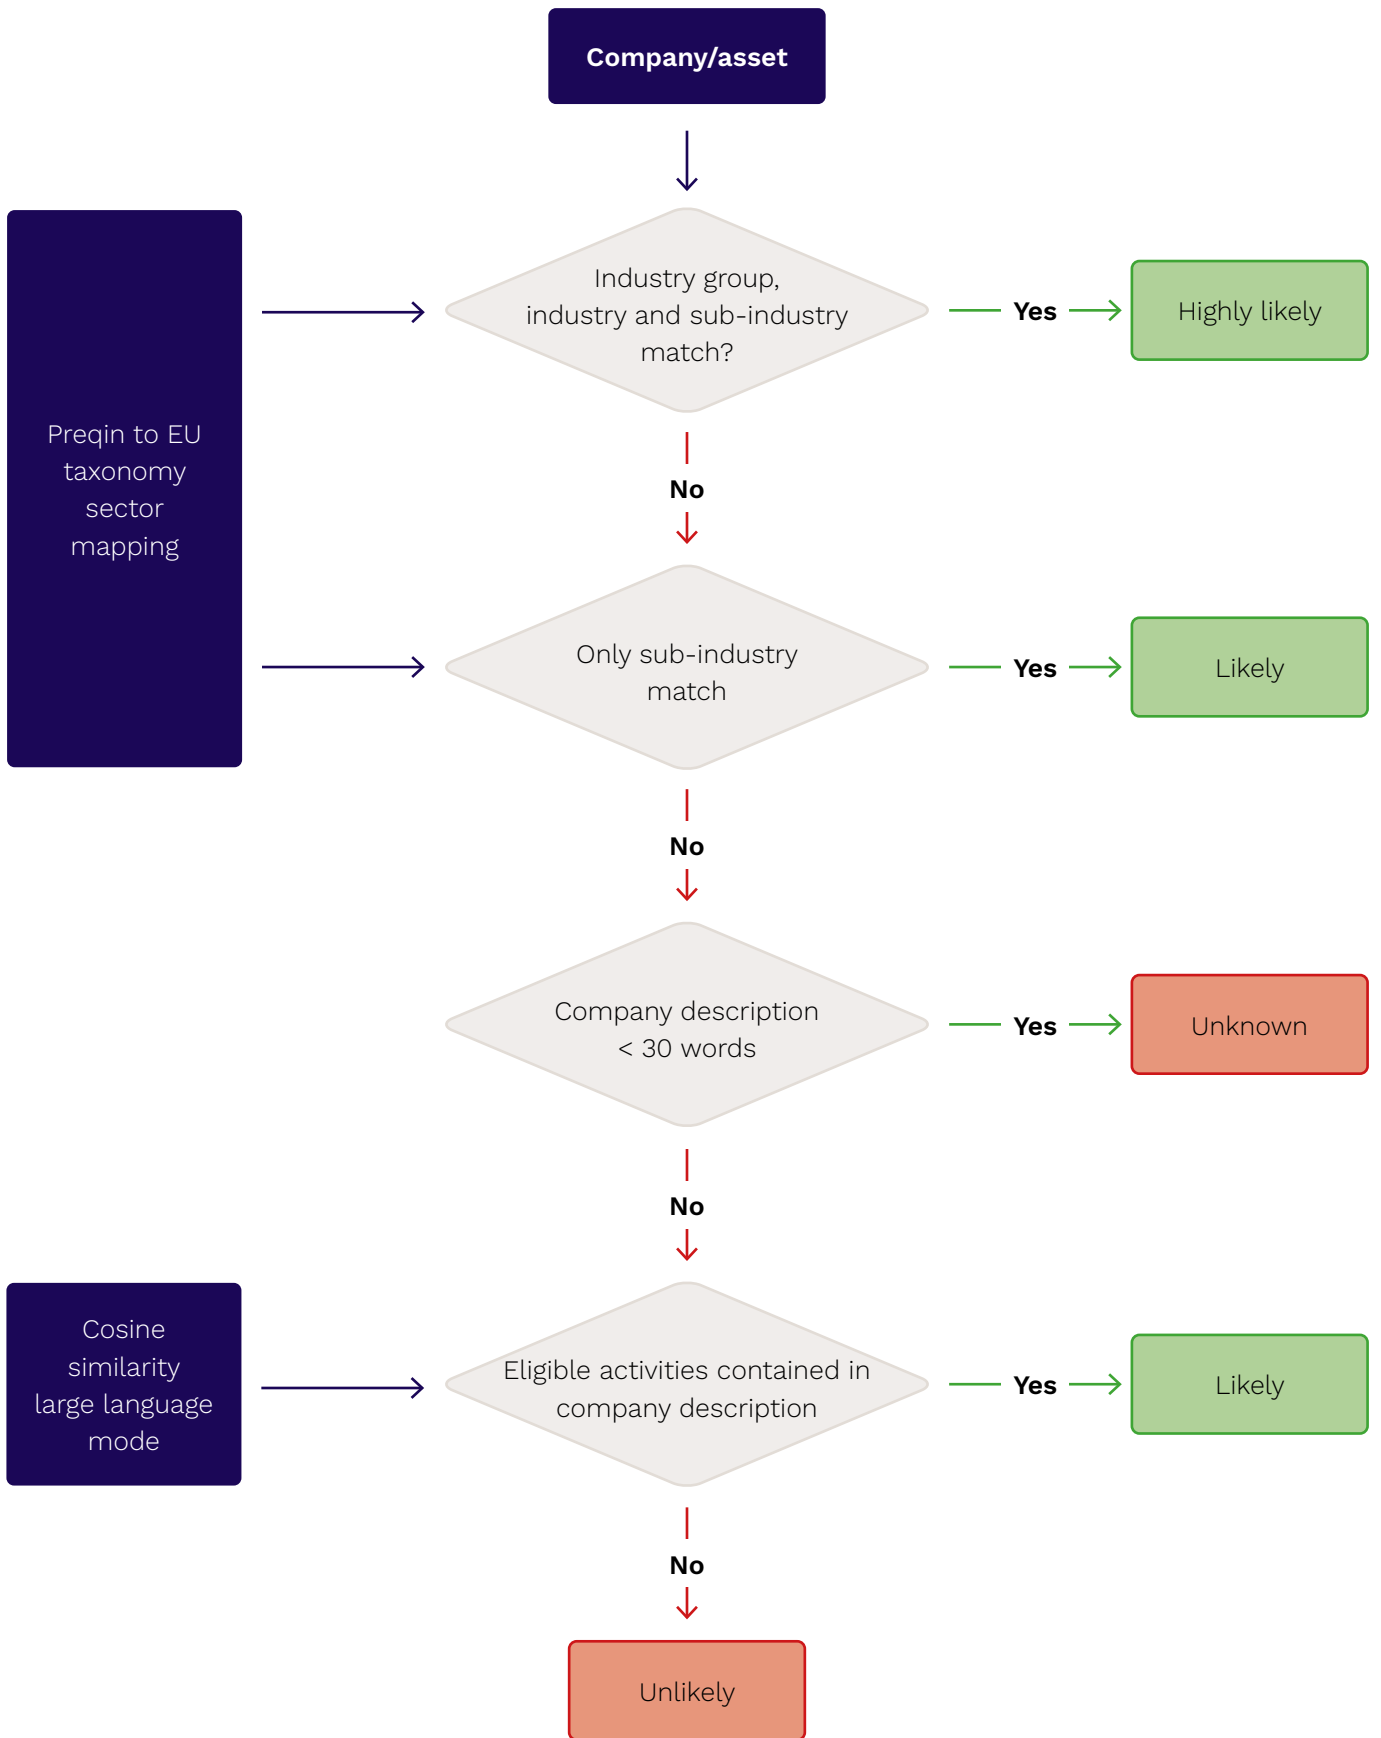 Company/asset
Industry group,
industry and sub-industry
match?
Yes
Highly likely
Preqin to EU
taxonomy
sector
mapping
No
Only sub-industry
match
Yes
Likely
No
Company description
< 30 words
Yes
Unknown
No
Cosine
similarity
large language
mode
Eligible activities contained in
company description
Yes
Likely
No
Unlikely